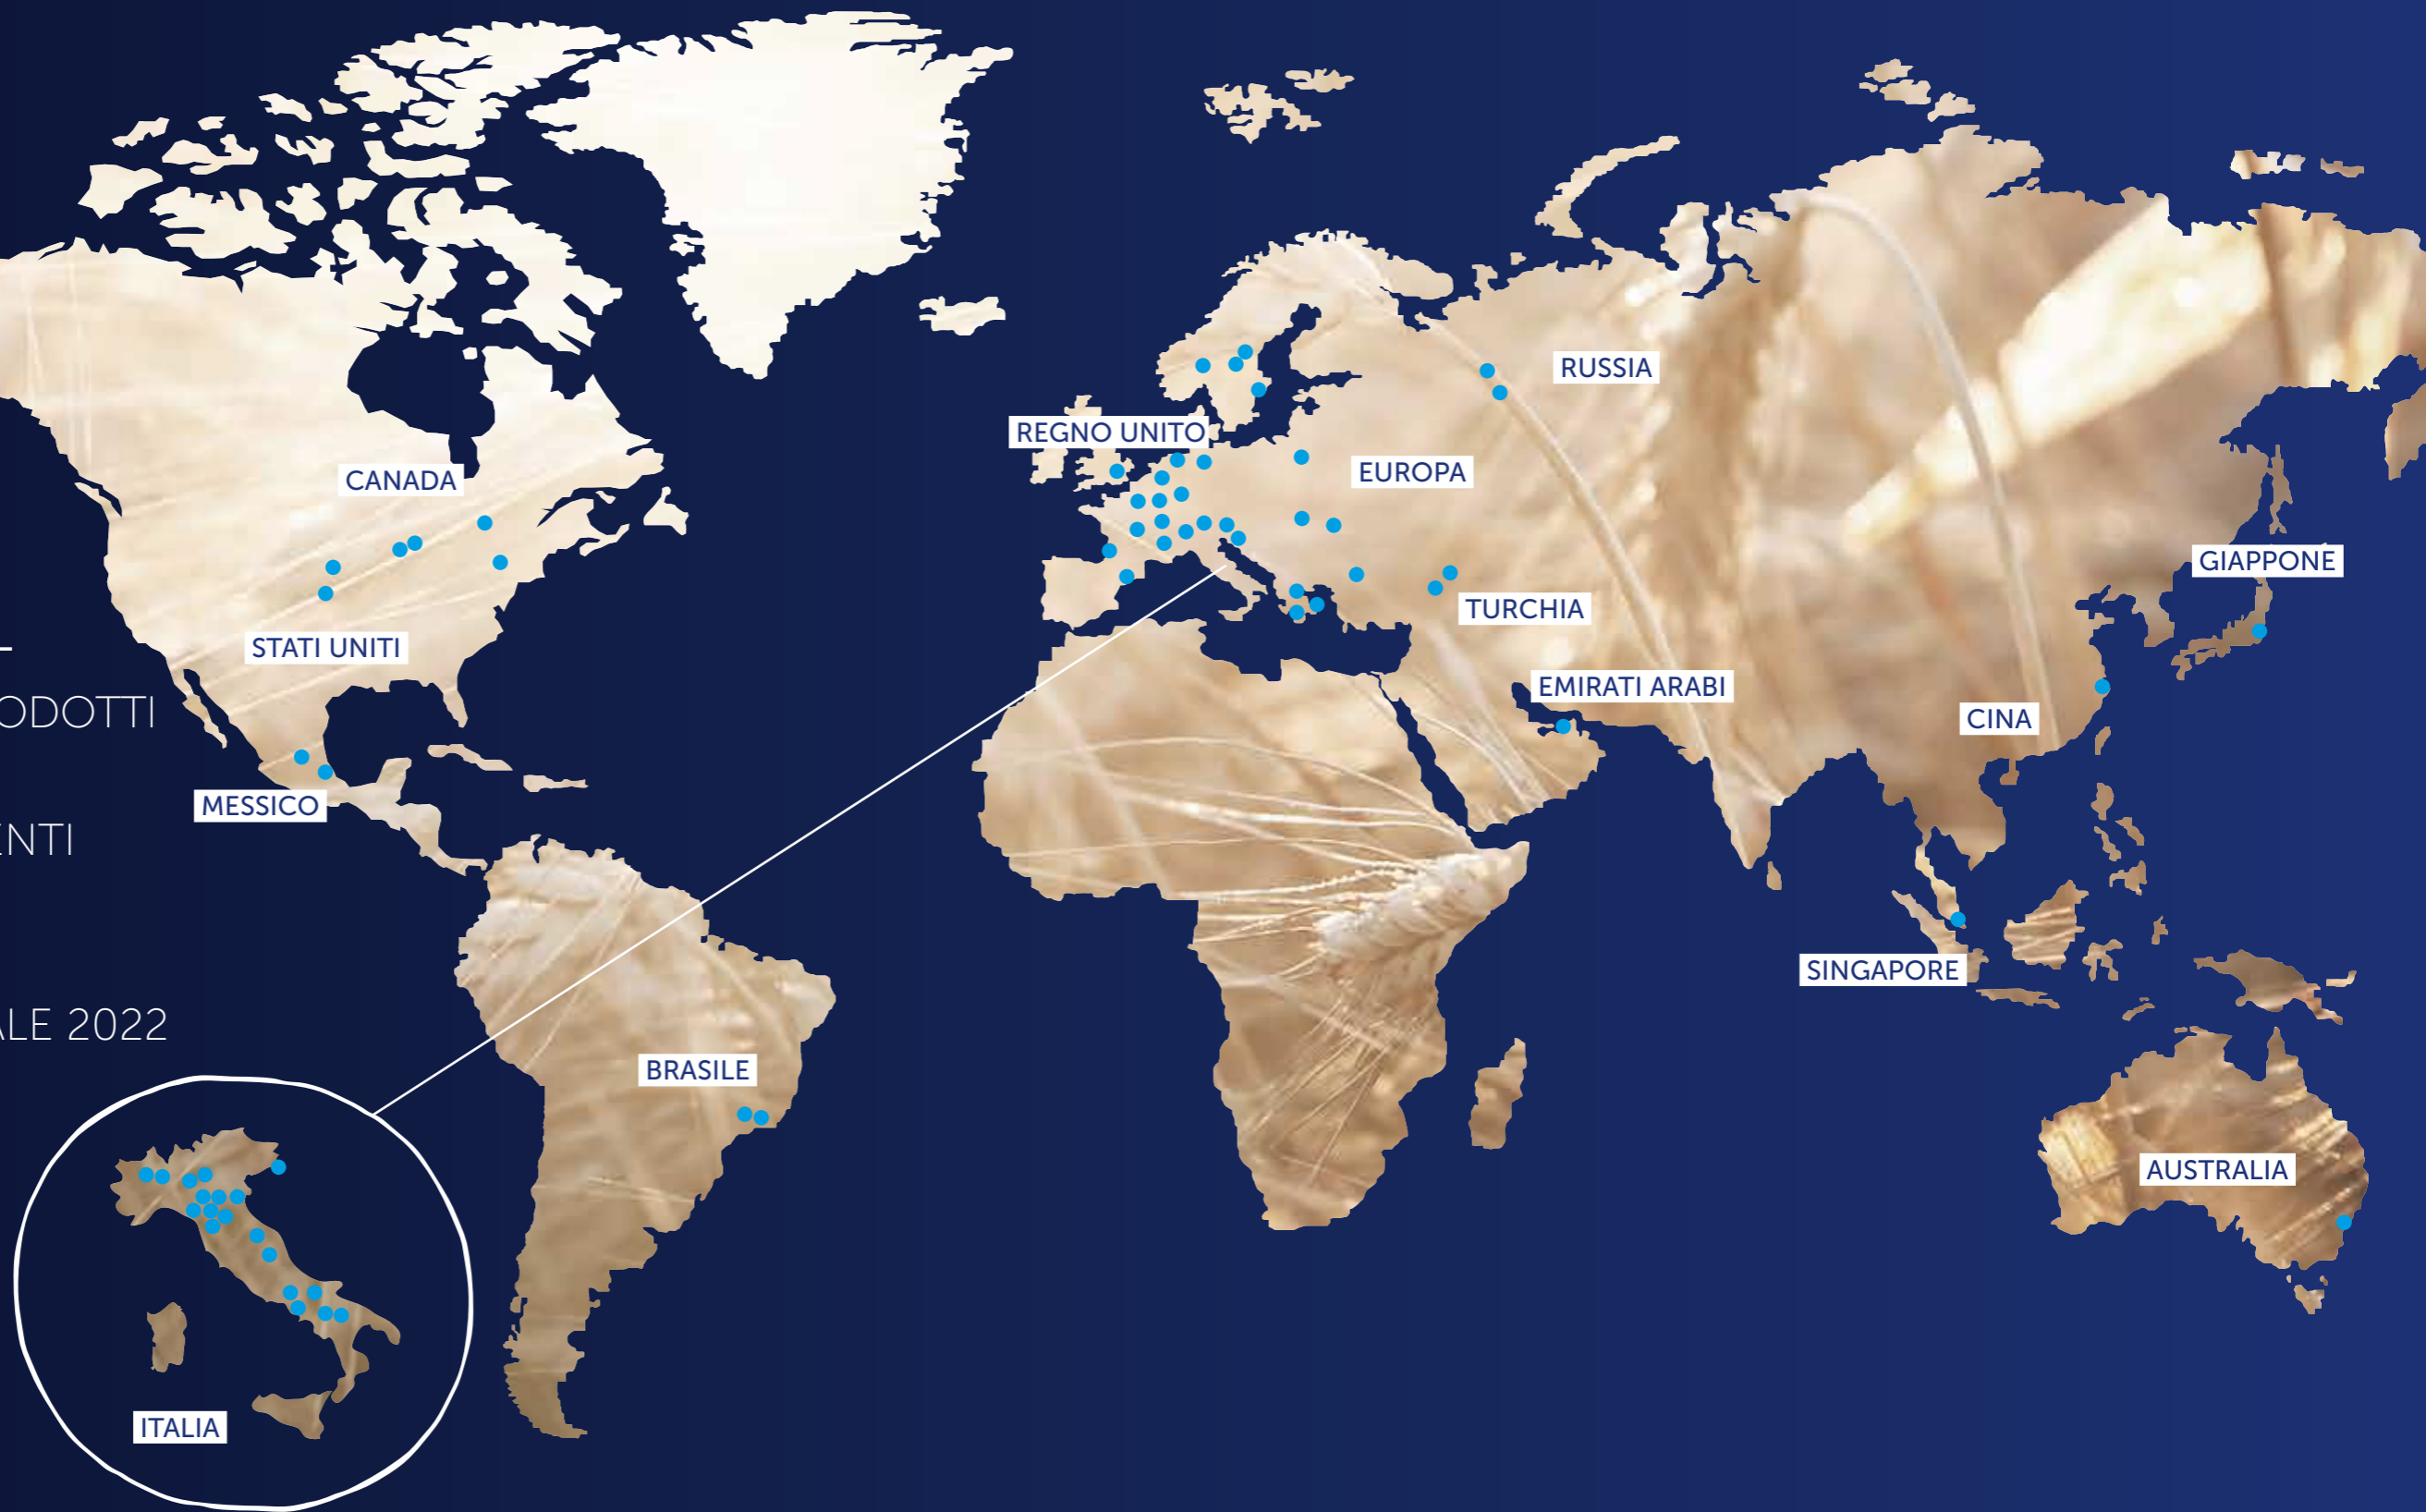 RUSSIA
REGNO UNITO
EUROPA
CANADA
GIAPPONE
TURCHIA
STATI UNITI
EMIRATI ARABI
ODOTTI
CINA
MESSICO
ENTI
SINGAPORE
ALE 2022
BRASILE
AUSTRALIA
ITALIA